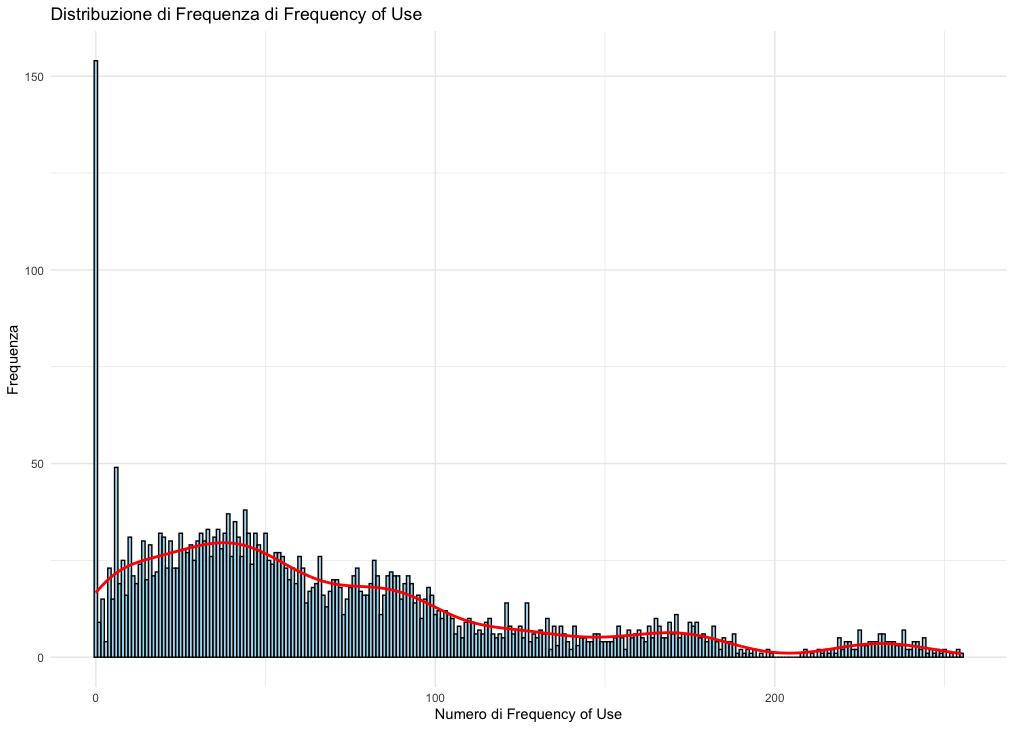 Distribuzione di Frequenza di Frequency of Use
150
100
50
0
Frequenza
0 100 200
Numero di Frequency of Use